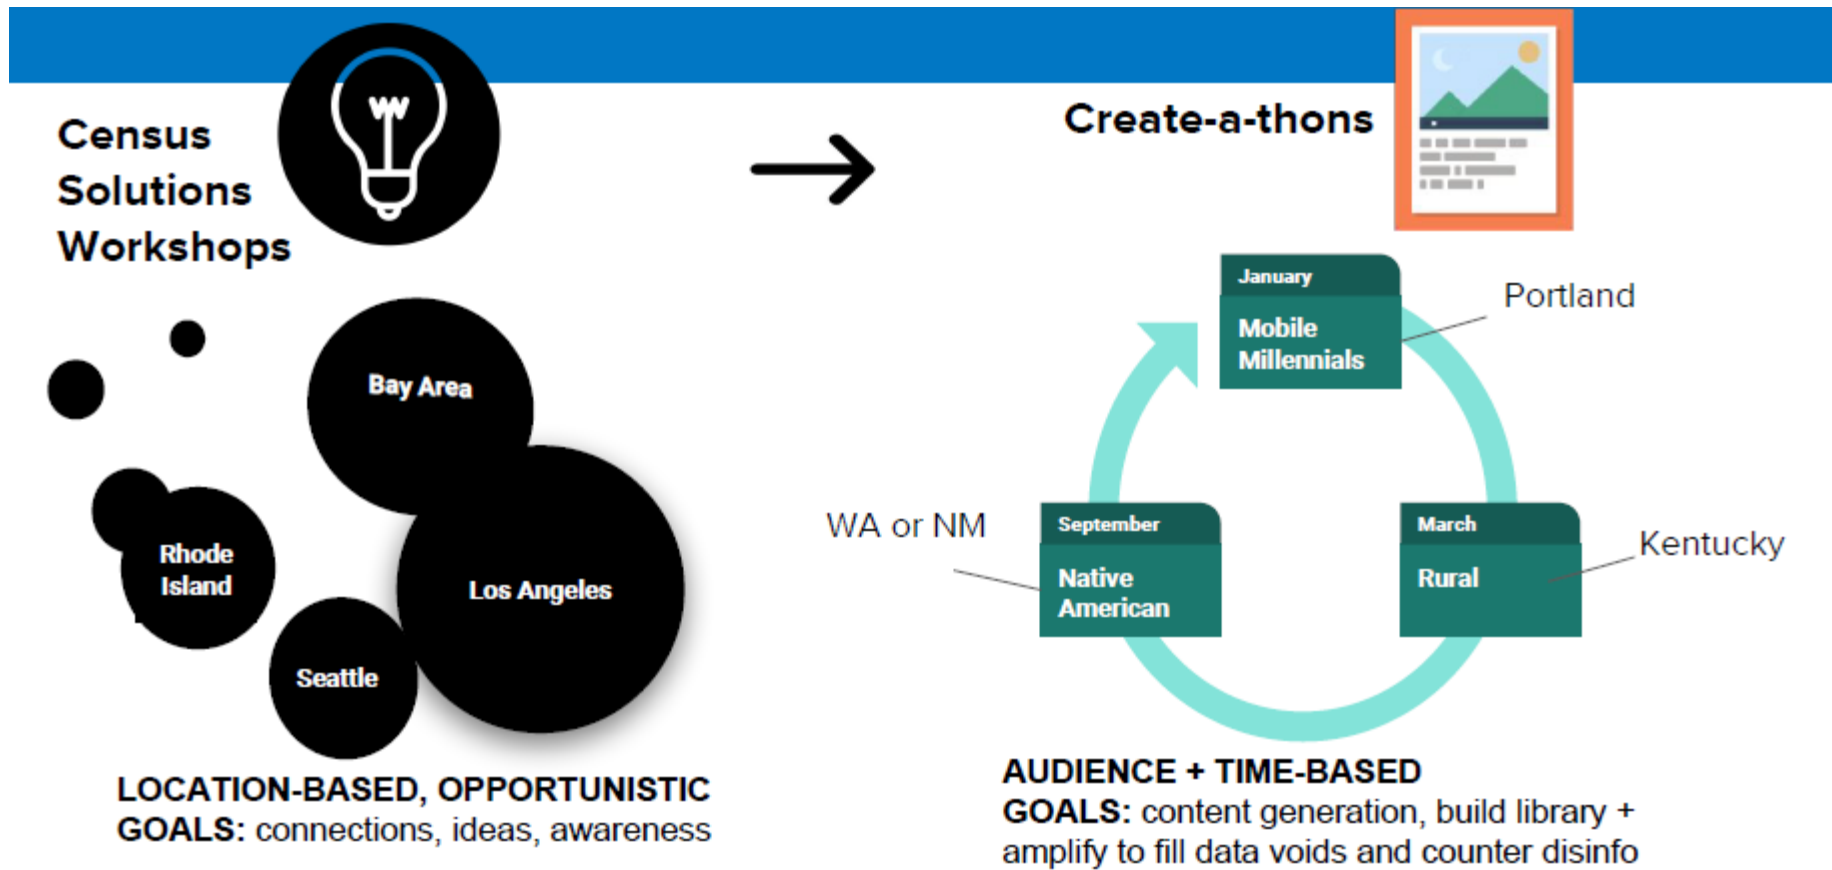 Census
Solutions
Workshops
Bay Area
Rhode
Island
Los Angeles
Seattle
LOCATION-BASED, OPPORTUNISTIC
GOALS: connections, ideas, awareness
Create-a-thons
January
Mobile
Millennials
Portland
September
Native
American
WA or NM
March
Rural
Kentucky
AUDIENCE + TIME-BASED
GOALS: content generation, build library +
amplify to fill data voids and counter disinfo